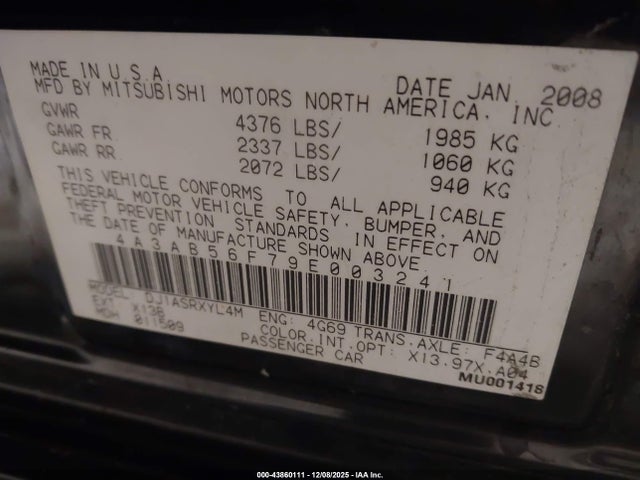 MADE IN U.S.A DATE JAN, 2008
MFD BY MITSUBISHI MOTORS NORTH AMERICA, INC
GVWR 4376 LBS/ 1985 KG
GAWR FR 2337 LBS/ 1060 KG
GAWR RR 2072 LBS/ 940 KG
THIS VEHICLE CONFORMS TO ALL APPLICABLE
FEDERAL MOTOR VEHICLE SAFETY, BUMPER, AND
THEFT PREVENTION STANDARDS IN EFFECT ON
THE DATE OF MANUFACTURE SHOWN ABOVE
4A3AB56F79E003241
MODEL: DJ1ASRXYL4M ENG: 4G69 TRANS.AXLE: F4A4B
EXT X13B COLOR.INT.OPT: X13.97X.A04
MDH 011509 PASSENGER CAR
MU001418
000-43860111 - 12/08/2025 - IAA Inc.